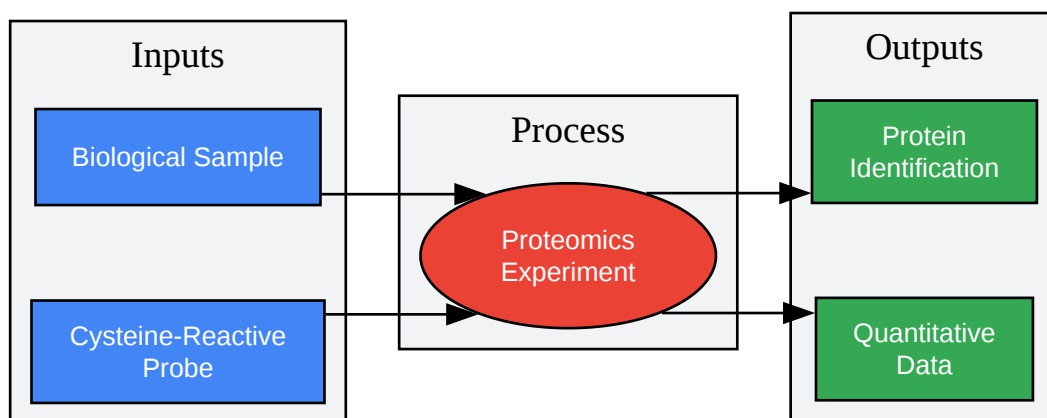 Inputs
Biological Sample
Cysteine-Reactive
Probe
Process
Proteomics
Experiment
Outputs
Protein
Identification
Quantitative
Data